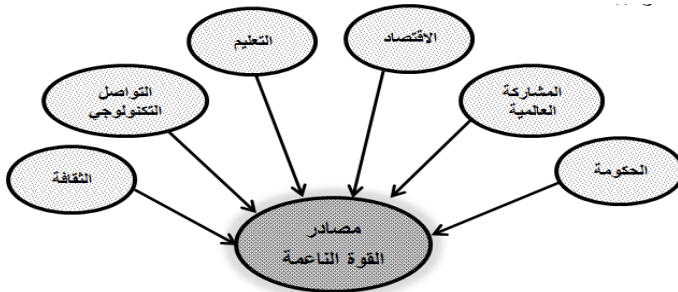 الاقتصاد
التعليم
المشاركة
العالمية
التواصل
التكنولوجي
الحكومة
الثقافة
مصادر
القوة الناعمة